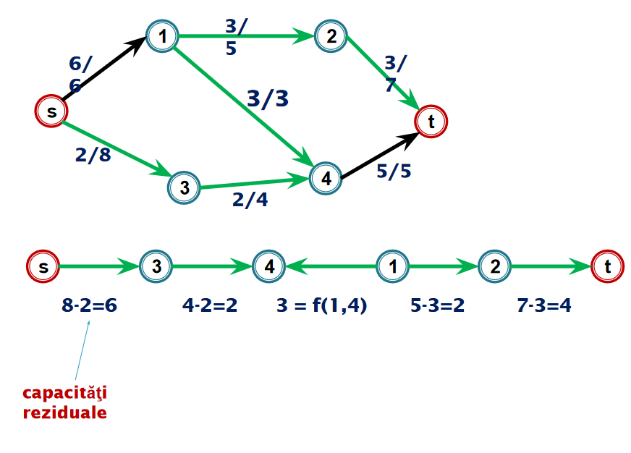 3/
5
1
2
6/
6
3/
7
3/3
s
t
2/8
3
4
5/5
2/4
s
3
4
1
2
t
8-2=6 4-2=2 3 = f(1,4) 5-3=2 7-3=4
capacităţi
reziduale